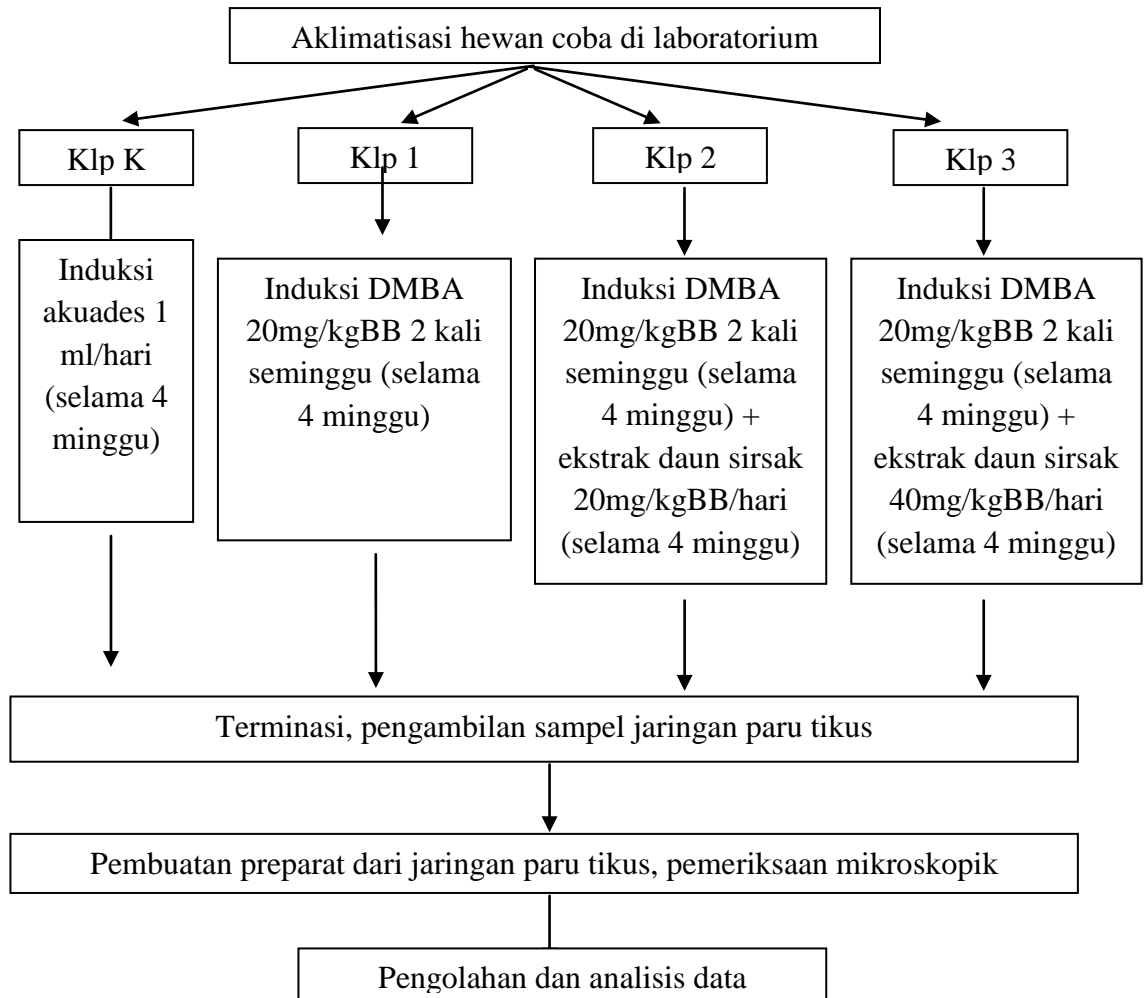 Aklimatisasi hewan coba di laboratorium
Klp K
Klp 1
Klp 2
Klp 3
Induksi
akuades 1
ml/hari
(selama 4
minggu)
Induksi DMBA
20mg/kgBB 2 kali
seminggu (selama
4 minggu)
Induksi DMBA
20mg/kgBB 2 kali
seminggu (selama
4 minggu) +
ekstrak daun sirsak
20mg/kgBB/hari
(selama 4 minggu)
Induksi DMBA
20mg/kgBB 2 kali
seminggu (selama
4 minggu) +
ekstrak daun sirsak
40mg/kgBB/hari
(selama 4 minggu)
Terminasi, pengambilan sampel jaringan paru tikus
Pembuatan preparat dari jaringan paru tikus, pemeriksaan mikroskopik
Pengolahan dan analisis data